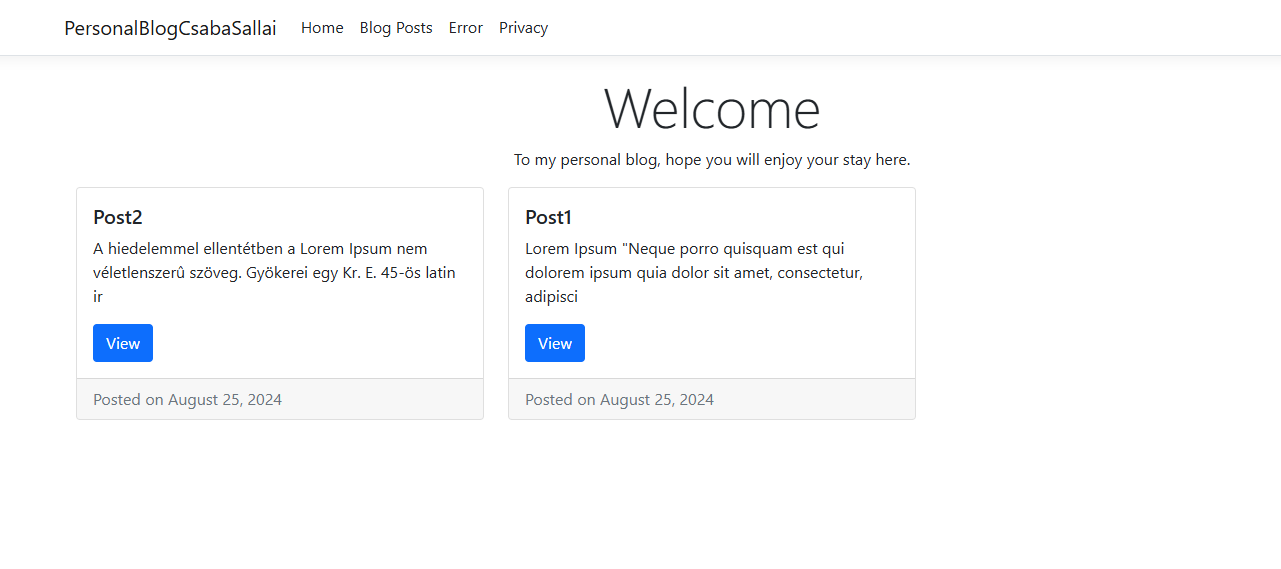 PersonalBlogCsabaSallai Home Blog Posts Error Privacy
Welcome
To my personal blog, hope you will enjoy your stay here.
Post2
A hiedelemmel ellentétben a Lorem Ipsum nem
véletlenszerû szöveg. Gyökerei egy Kr. E. 45-ös latin
ir
View
Posted on August 25, 2024
Post1
Lorem Ipsum "Neque porro quisquam est qui
dolorem ipsum quia dolor sit amet, consectetur,
adipisci
View
Posted on August 25, 2024